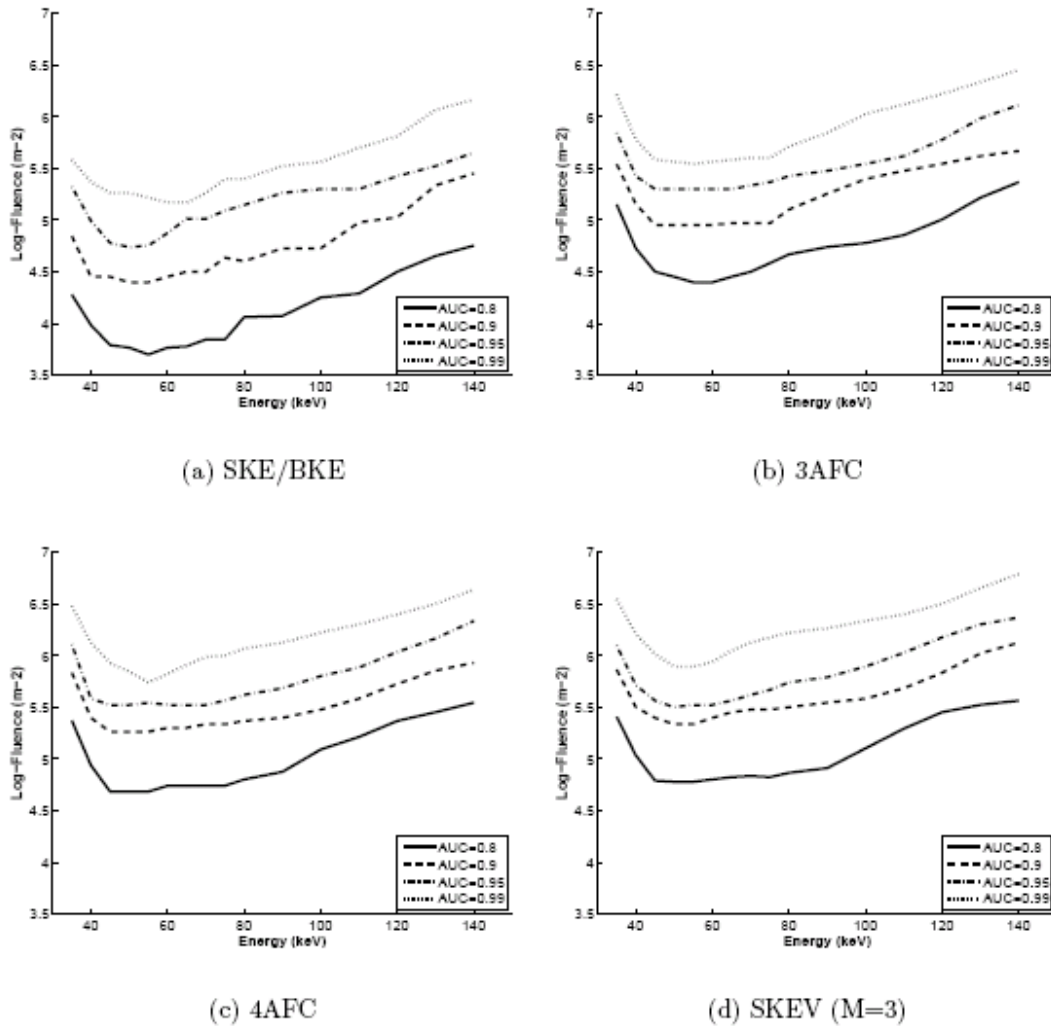 7
6.5
6
5.5
5
4.5
4
3.5
Log-Fluence (m-2)
40 60 80 100 120 140
Energy (keV)
AUC=0.8
AUC=0.9
AUC=0.95
AUC=0.99
(a) SKE/BKE
7
6.5
6
5.5
5
4.5
4
3.5
Log-Fluence (m-2)
40 60 80 100 120 140
Energy (keV)
AUC=0.8
AUC=0.9
AUC=0.95
AUC=0.99
(b) 3AFC
7
6.5
6
5.5
5
4.5
4
3.5
Log-Fluence (m-2)
40 60 80 100 120 140
Energy (keV)
AUC=0.8
AUC=0.9
AUC=0.95
AUC=0.99
(c) 4AFC
7
6.5
6
5.5
5
4.5
4
3.5
Log-Fluence (m-2)
40 60 80 100 120 140
Energy (keV)
AUC=0.8
AUC=0.9
AUC=0.95
AUC=0.99
(d) SKEV (M=3)